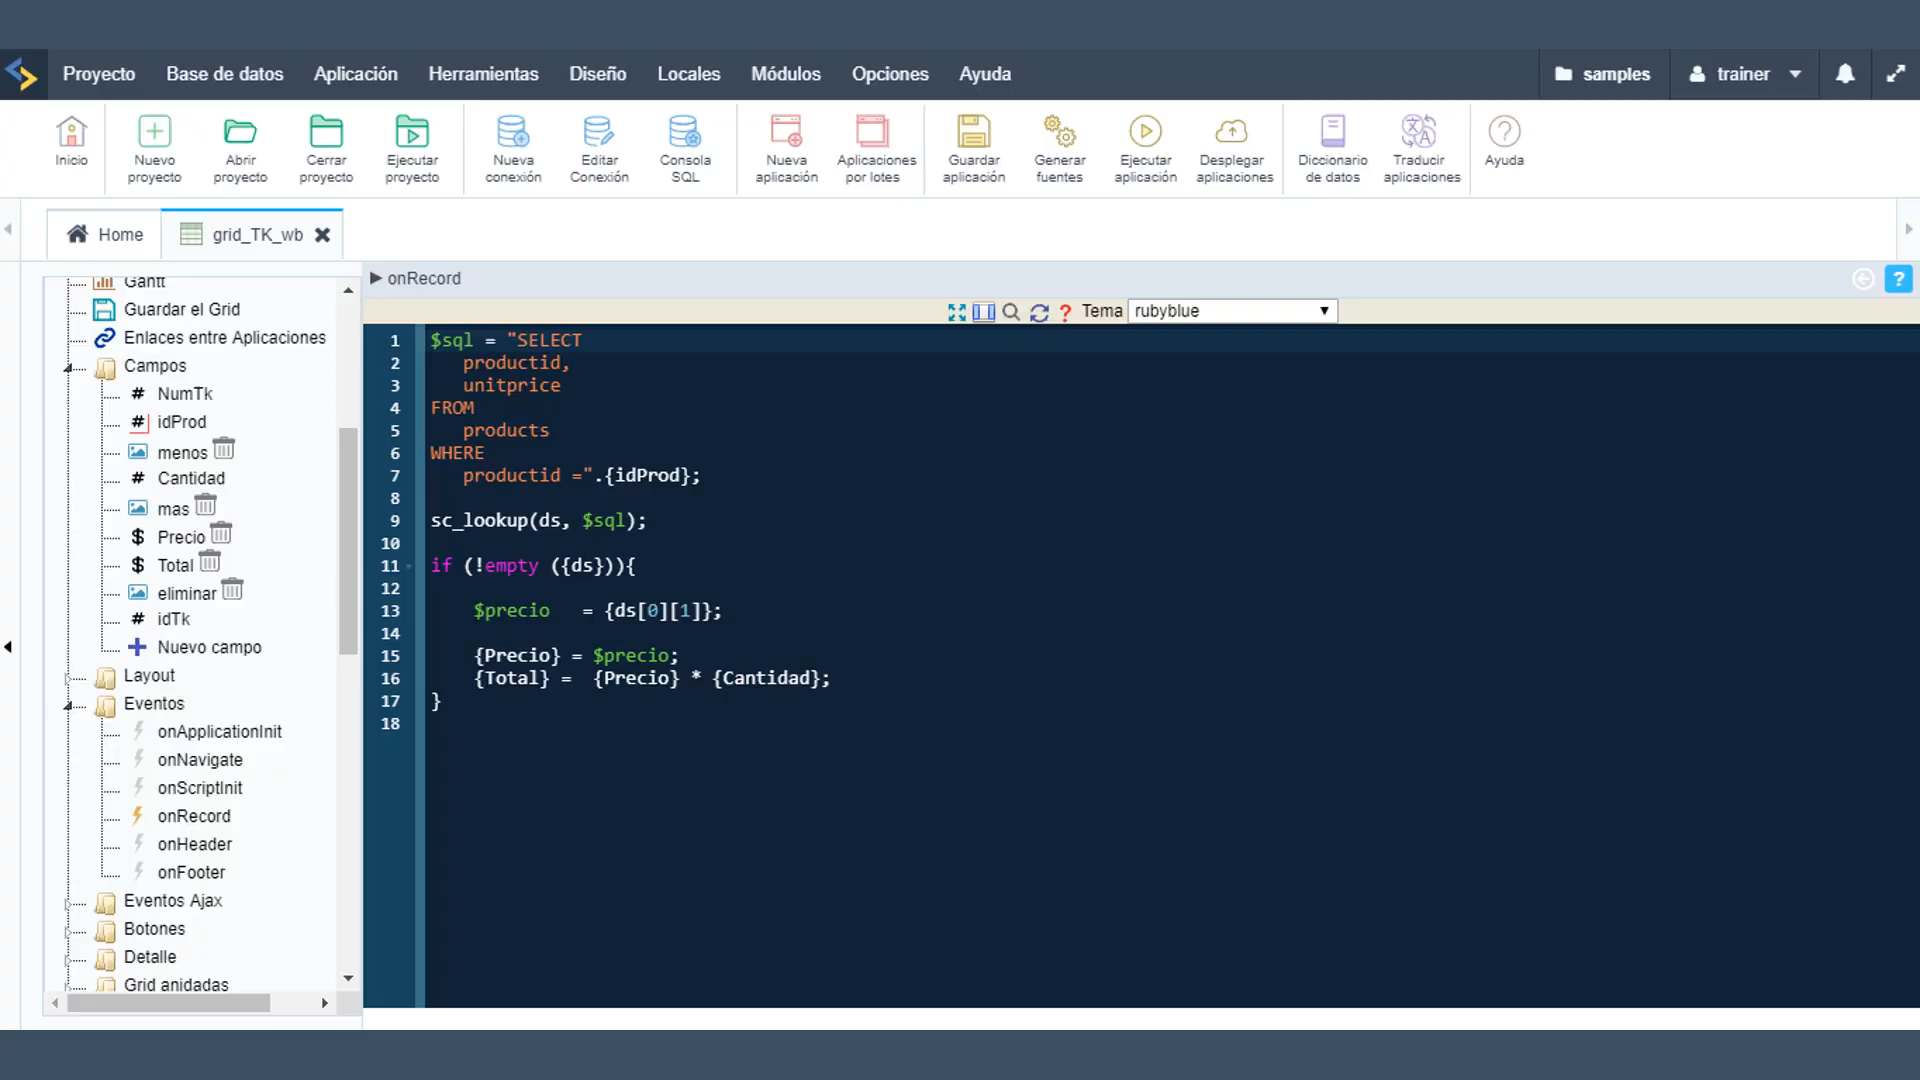 Proyecto Base de datos Aplicación Herramientas Diseño Locales Módulos Opciones Ayuda samples trainer
Inicio
Nuevo proyecto
Abrir proyecto
Cerrar proyecto
Ejecutar proyecto
Nueva conexión
Editar Conexión
Consola SQL
Nueva aplicación
Aplicaciones por lotes
Guardar aplicación
Generar fuentes
Ejecutar aplicación
Desplegar aplicaciones
Diccionario de datos
Traducir aplicaciones
Ayuda
Home grid_TK_wb
Gantt
Guardar el Grid
Enlaces entre Aplicaciones
Campos
# NumTk
# idProd
menos
# Cantidad
mas
$ Precio
$ Total
eliminar
# idTk
Nuevo campo
Layout
Eventos
onApplicationInit
onNavigate
onScriptInit
onRecord
onHeader
onFooter
Eventos Ajax
Botones
Detalle
Grid anidadas
onRecord
?
? Tema rubyblue
1 $sql = "SELECT
2 productid,
3 unitprice
4 FROM
5 products
6 WHERE
7 productid =".{idProd};
8
9 sc_lookup(ds, $sql);
10
11 if (!empty ({ds})){
12
13 $precio = {ds[0][1]};
14
15 {Precio} = $precio;
16 {Total} = {Precio} * {Cantidad};
17 }
18